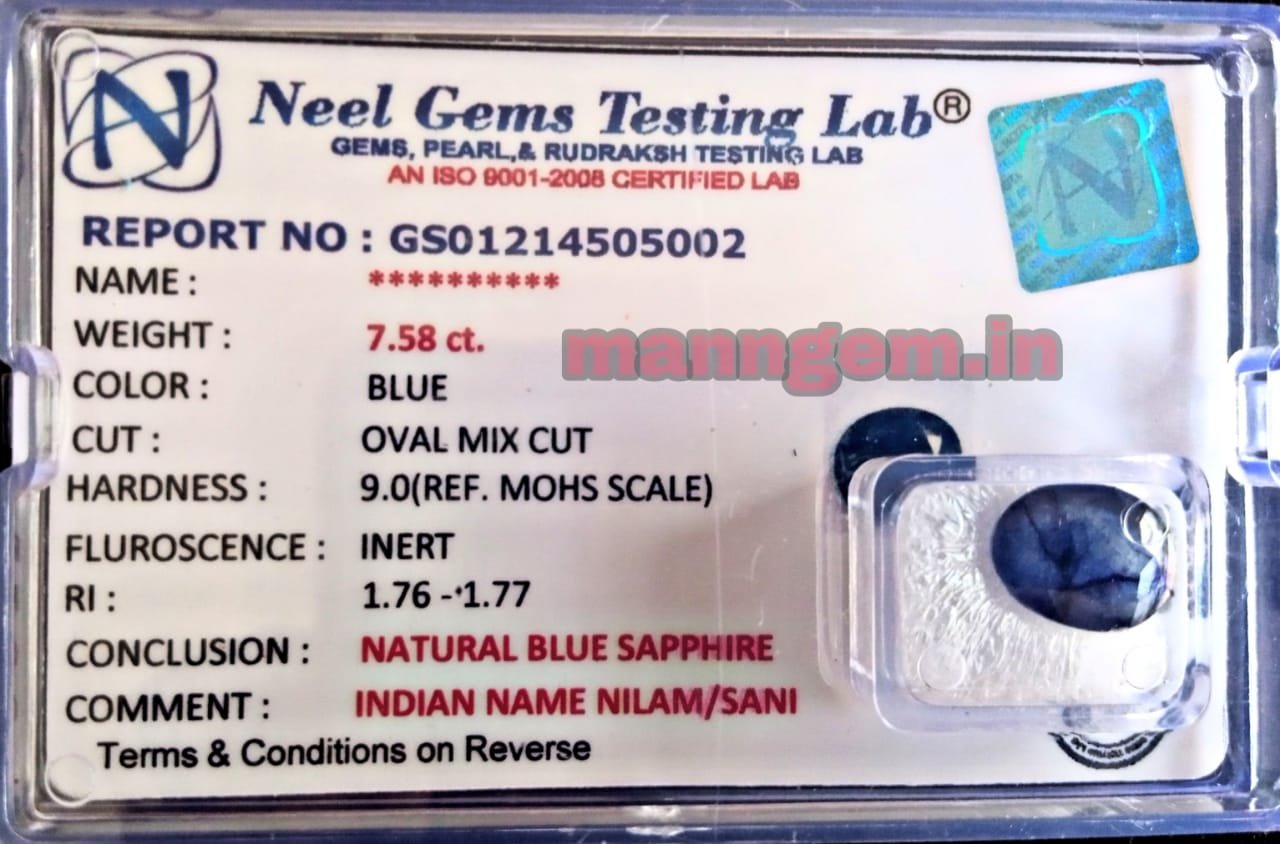 N
Neel Gems Testing Lab®
GEMS, PEARL,& RUDRAKSH TESTING LAB
AN ISO 9001-2008 CERTIFIED LAB
N
REPORT NO : GS01214505002
NAME : **********
WEIGHT : 7.58 ct.
manngem.in
COLOR : BLUE
CUT : OVAL MIX CUT
HARDNESS : 9.0(REF. MOHS SCALE)
FLUROSCENCE : INERT
RI : 1.76 - 1.77
CONCLUSION : NATURAL BLUE SAPPHIRE
COMMENT : INDIAN NAME NILAM/SANI
Terms & Conditions on Reverse